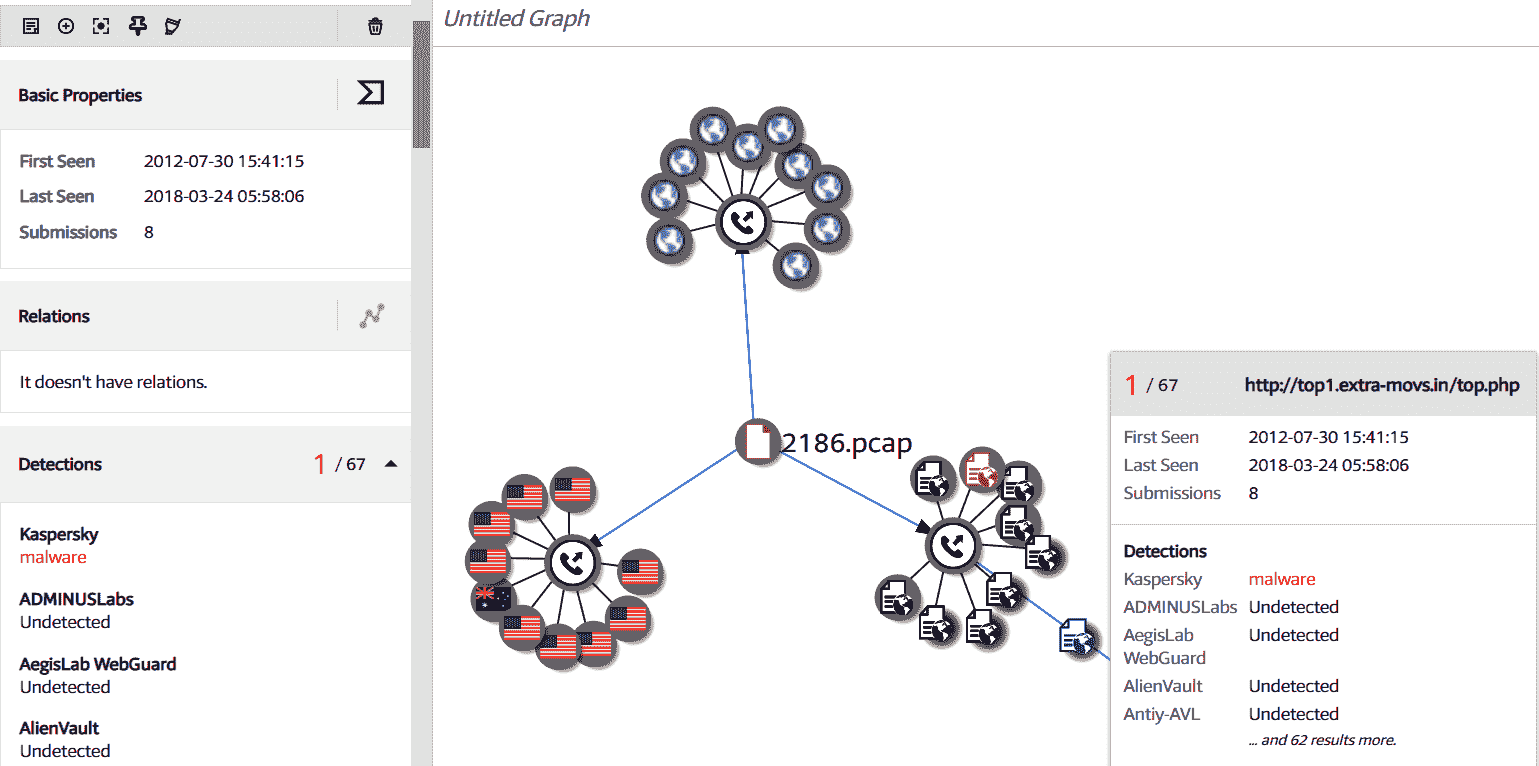 Untitled Graph
Basic Properties
First Seen 2012-07-30 15:41:15
Last Seen 2018-03-24 05:58:06
Submissions 8
Relations
It doesn't have relations.
Detections 1 / 67
Kaspersky
malware
ADMINUSLabs
Undetected
AegisLab WebGuard
Undetected
AlienVault
Undetected
2186.pcap
1 / 67 http://top1.extra-movs.in/top.php
First Seen 2012-07-30 15:41:15
Last Seen 2018-03-24 05:58:06
Submissions 8
Detections
Kaspersky malware
ADMINUSLabs Undetected
AegisLab Undetected
WebGuard
AlienVault Undetected
Antiy-AVL Undetected
... and 62 results more.